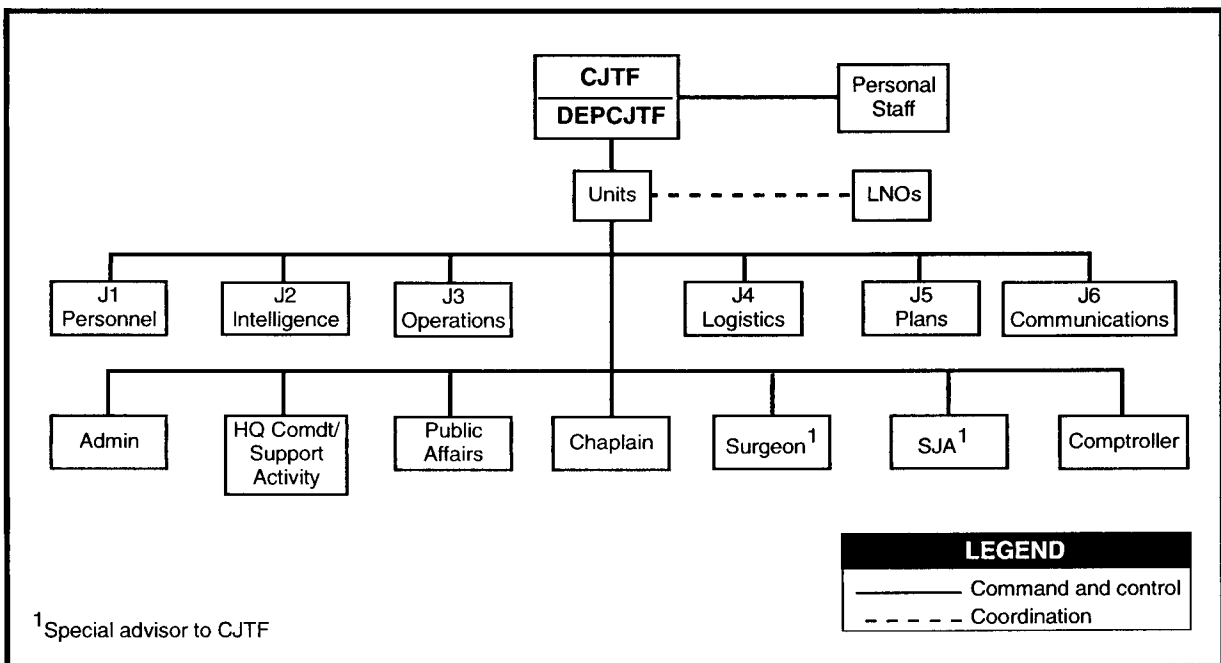 CJTF
DEPCJTF
Personal
Staff
Units
LNOs
J1
Personnel
J2
Intelligence
J3
Operations
J4
Logistics
J5
Plans
J6
Communications
Admin
HQ Comdt/
Support
Activity
Public
Affairs
Chaplain
Surgeon1
SJA1
Comptroller
LEGEND
Command and control
Coordination
1Special advisor to CJTF